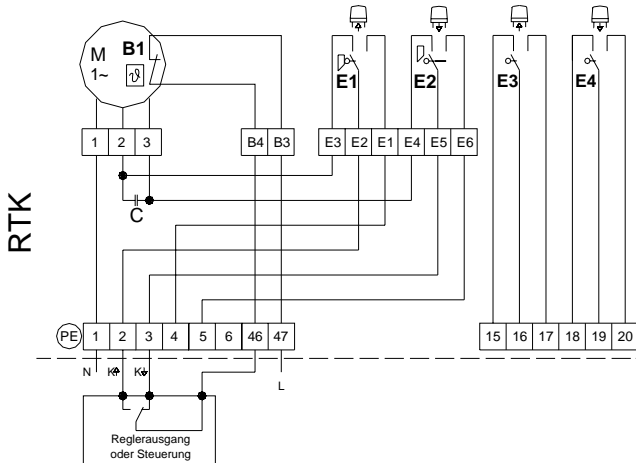 M
1~
B1
ϑ
E1
E2
E3
E4
1 2 3
B4 B3
E3 E2 E1 E4 E5 E6
C
RTK
PE
1 2 3 4 5 6 46 47
15 16 17 18 19 20
N
K
K
L
Reglerausgang
oder Steuerung